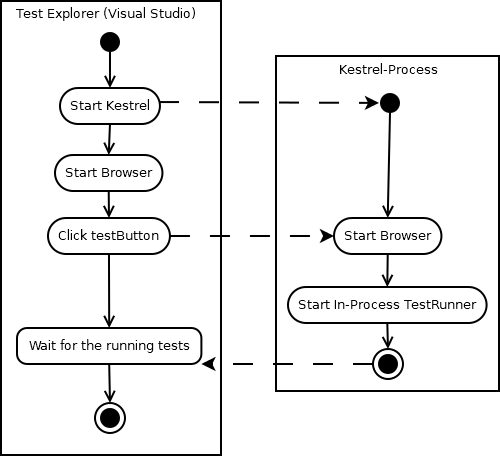 Test Explorer (Visual Studio)
Start Kestrel
Start Browser
Click testButton
Wait for the running tests
Kestrel-Process
Start Browser
Start In-Process TestRunner